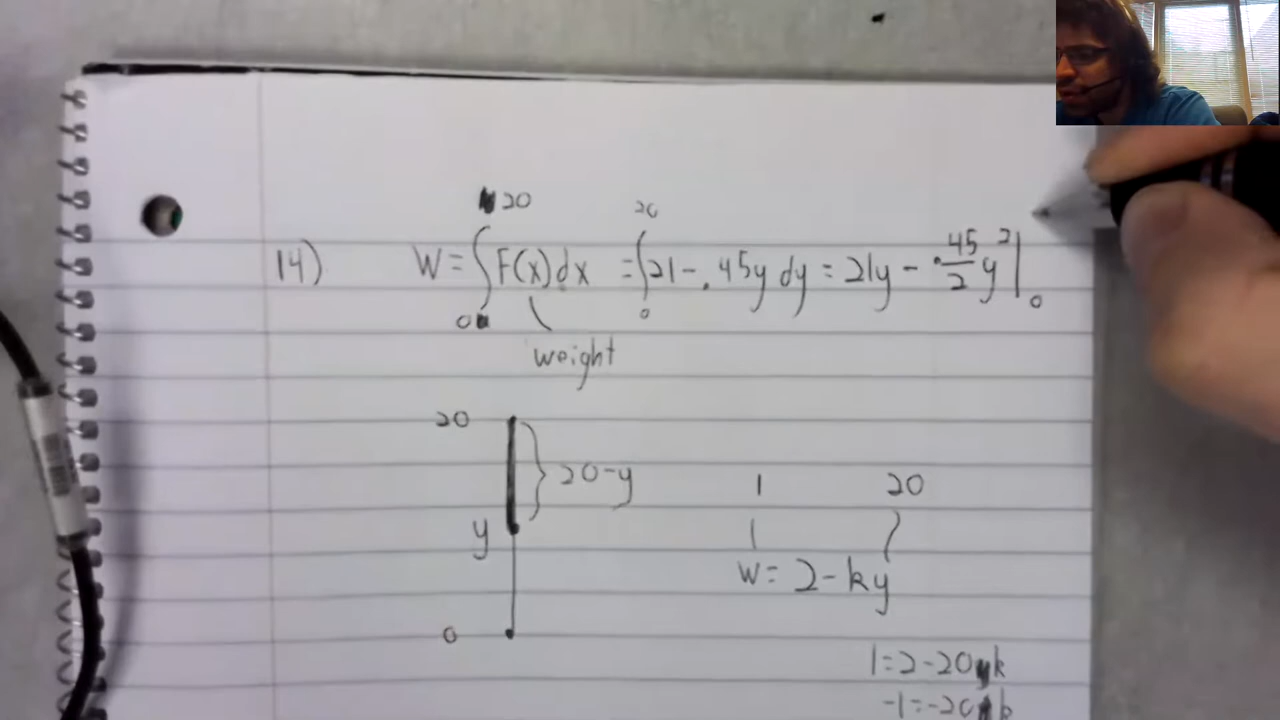 20 20
14) W = ∫ F(x) dx = ∫ 21 - .45y dy = 21y - .45/2 y² |
0 0 0
weight
20
20-y 1 20
y
W = 2 - ky
0
1 = 2 - 20k
-1 = -20k